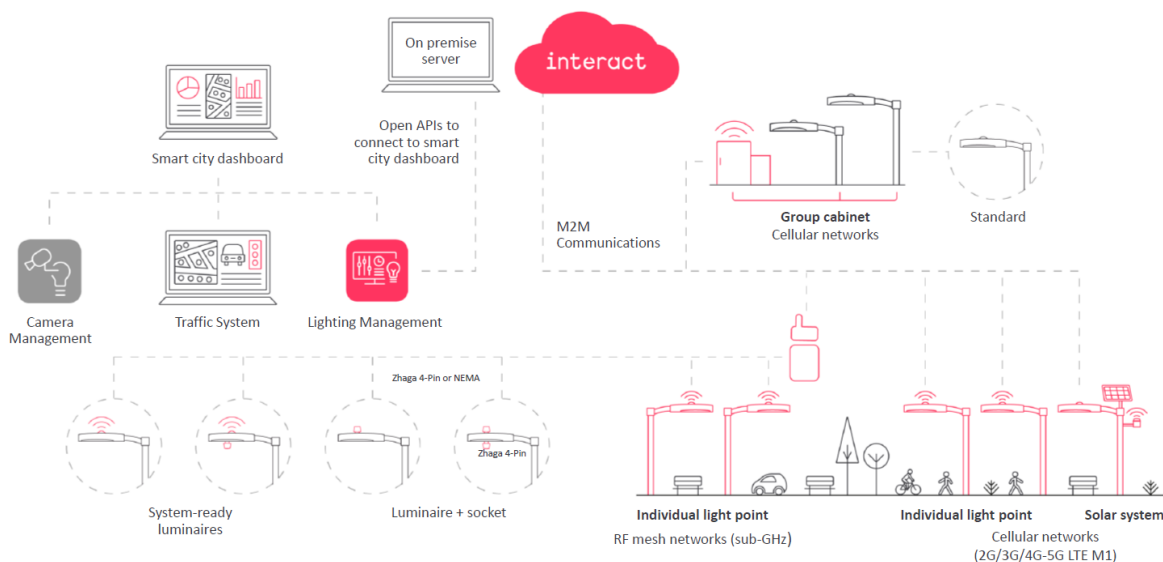 On premise
server
interact
Smart city dashboard
Open APIs to
connect to smart
city dashboard
Group cabinet
Cellular networks
Standard
M2M
Communications
Camera
Management
Traffic System
Lighting Management
Zhaga 4-Pin or NEMA
Zhaga 4-Pin
System-ready
luminaires
Luminaire + socket
Individual light point
RF mesh networks (sub-GHz)
Individual light point
Solar system
Cellular networks
(2G/3G/4G-5G LTE M1)